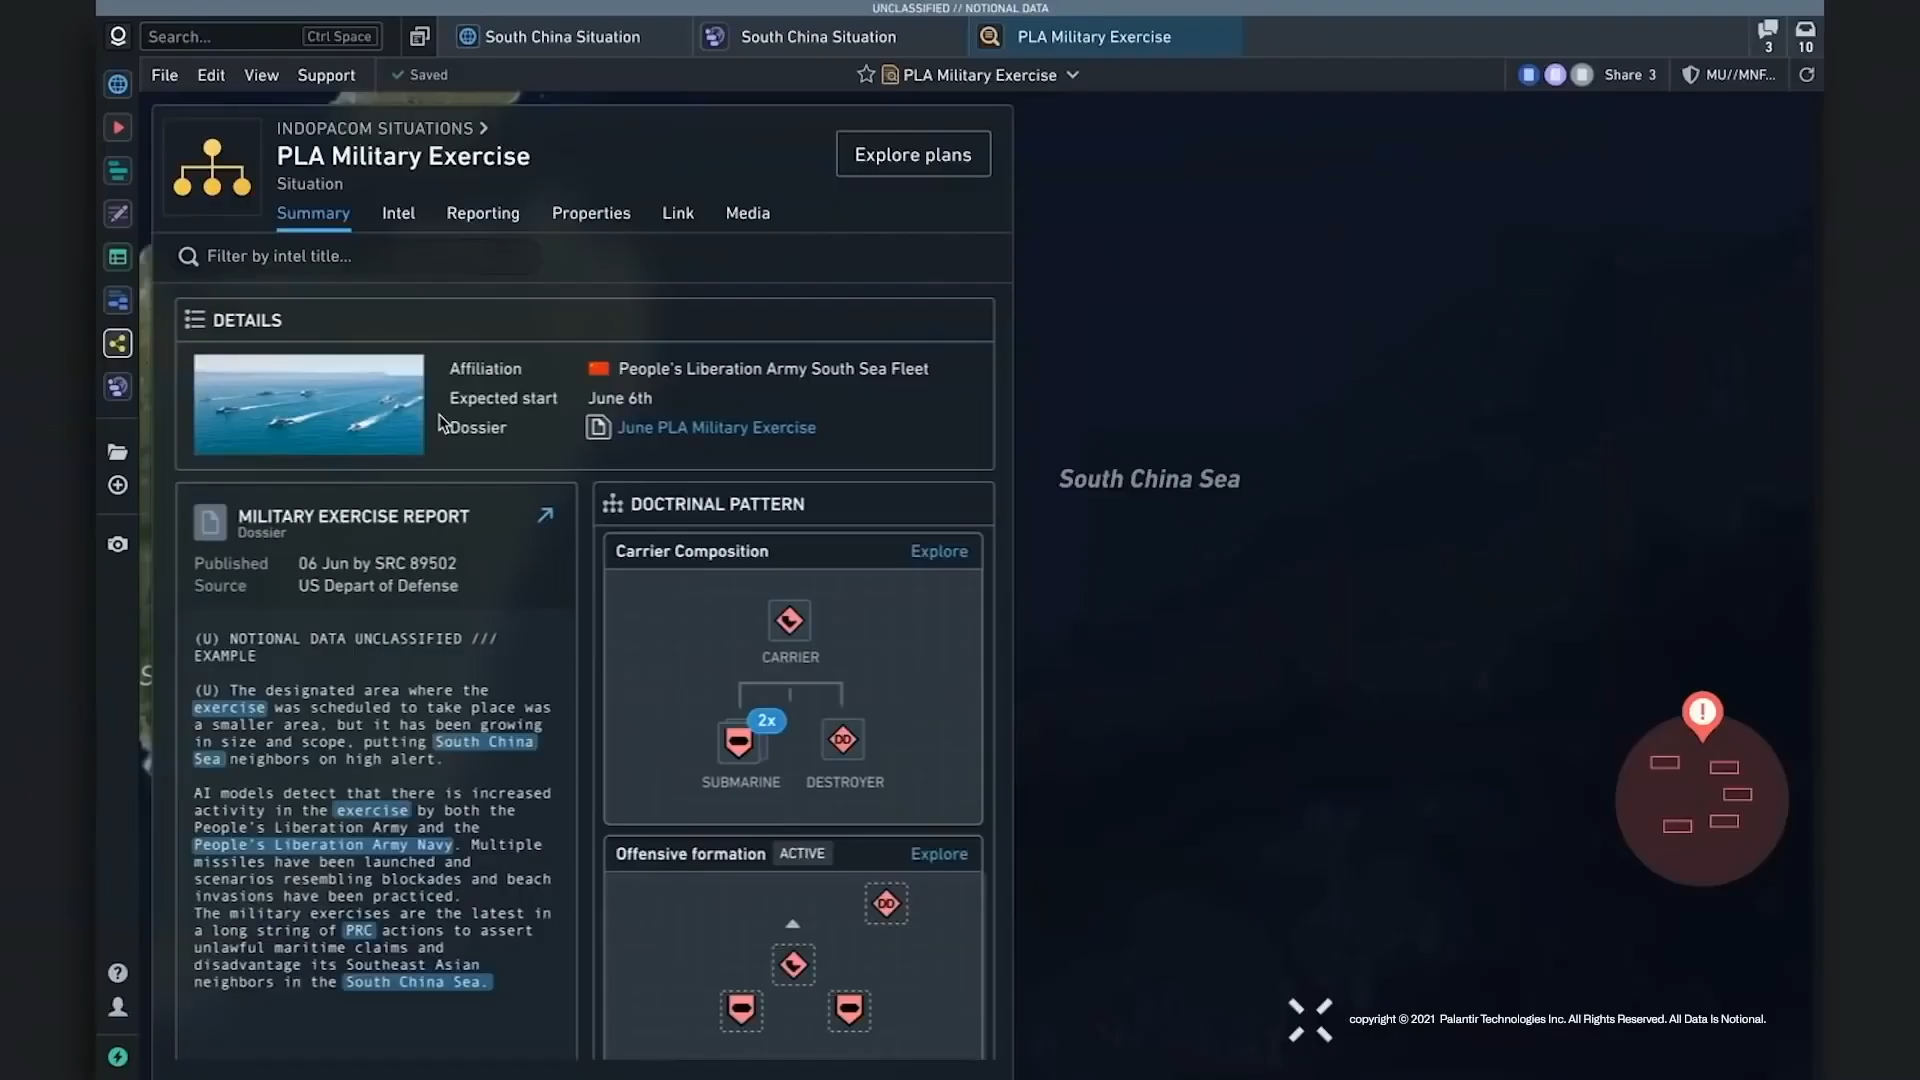 UNCLASSIFIED // NOTIONAL DATA
Search...
Ctrl Space
South China Situation
South China Situation
PLA Military Exercise
3
10
File
Edit
View
Support
Saved
PLA Military Exercise
Share 3
MU//MNF...
INDOPACOM SITUATIONS
PLA Military Exercise
Situation
Explore plans
Summary
Intel
Reporting
Properties
Link
Media
Filter by intel title...
DETAILS
Affiliation
People's Liberation Army South Sea Fleet
Expected start
June 6th
Dossier
June PLA Military Exercise
MILITARY EXERCISE REPORT
Dossier
Published 06 Jun by SRC 89502
Source US Depart of Defense
(U) NOTIONAL DATA UNCLASSIFIED ///
EXAMPLE
(U) The designated area where the
exercise was scheduled to take place was
a smaller area, but it has been growing
in size and scope, putting South China
Sea neighbors on high alert.
AI models detect that there is increased
activity in the exercise by both the
People's Liberation Army and the
People's Liberation Army Navy. Multiple
missiles have been launched and
scenarios resembling blockades and beach
invasions have been practiced.
The military exercises are the latest in
a long string of PRC actions to assert
unlawful maritime claims and
disadvantage its Southeast Asian
neighbors in the South China Sea.
DOCTRINAL PATTERN
Carrier Composition
Explore
CARRIER
2x
DD
SUBMARINE
DESTROYER
Offensive formation
ACTIVE
Explore
DD
South China Sea
S
!
?
copyright © 2021 Palantir Technologies Inc. All Rights Reserved. All Data Is Notional.